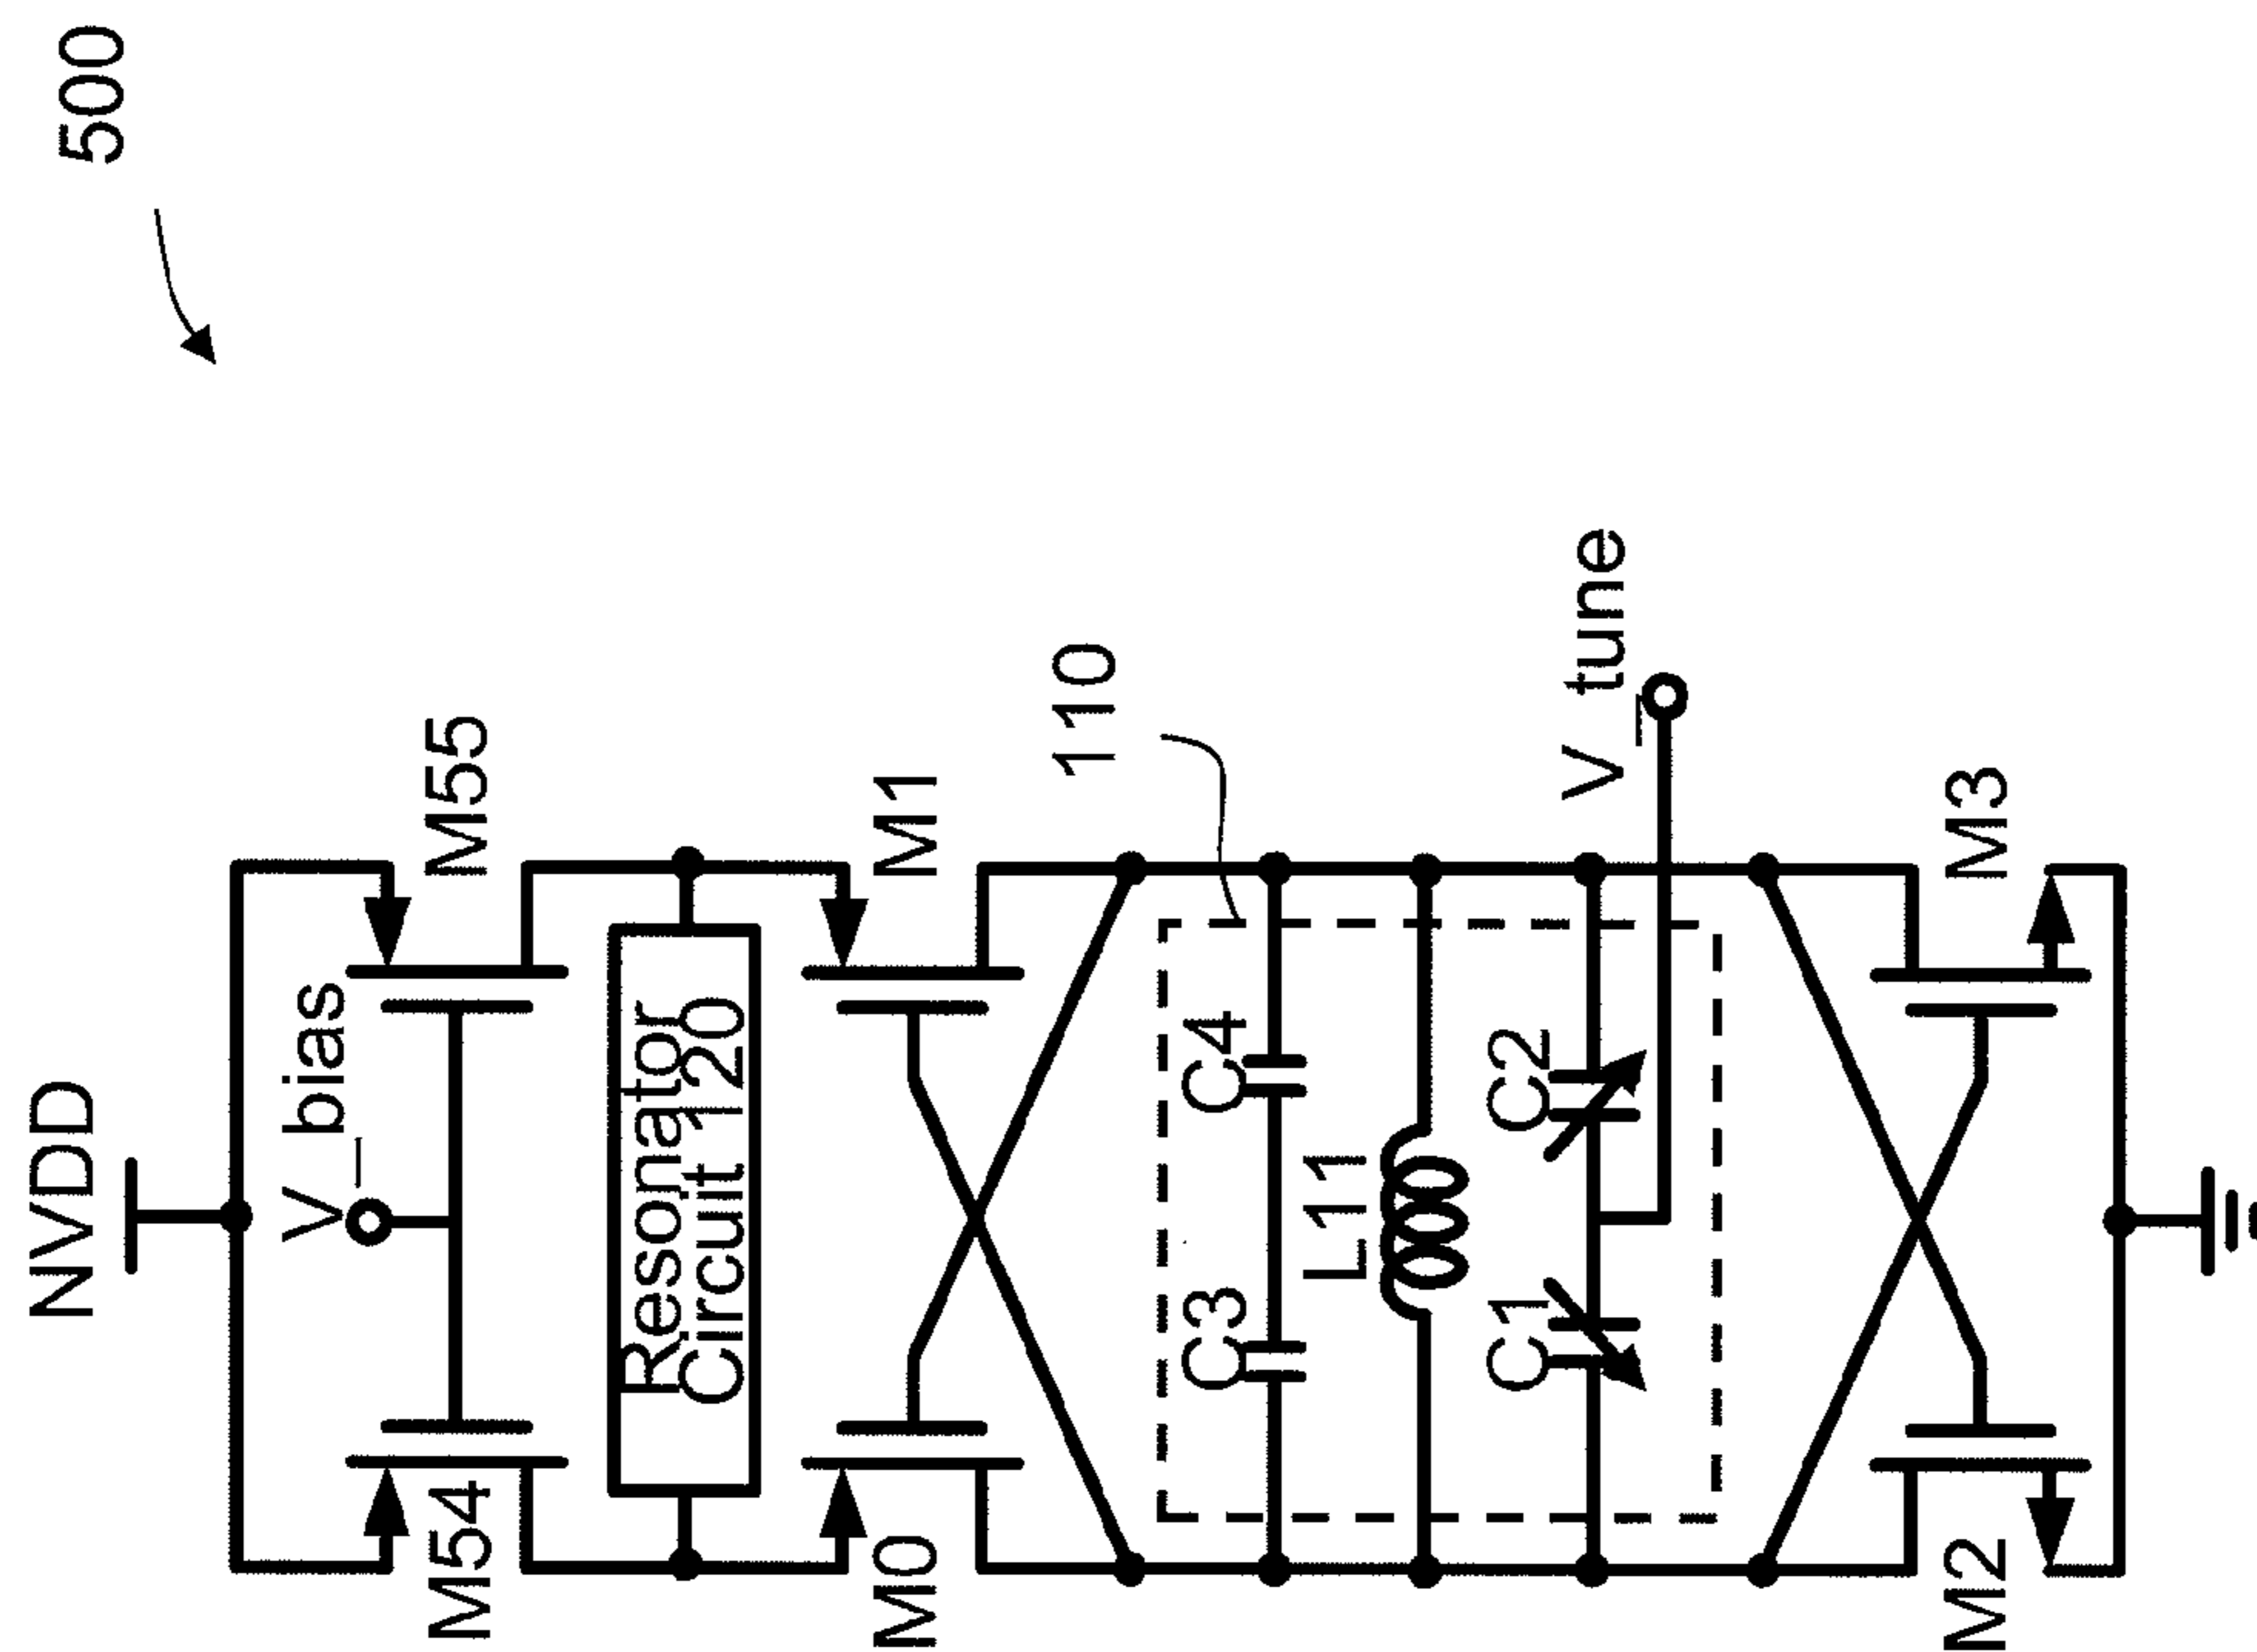 500
NVDD
V_bias
M54
M55
Resonator
Circuit 120
M0
M1
110
C3
C4
L11
C1
C2
V_tune
M2
M3